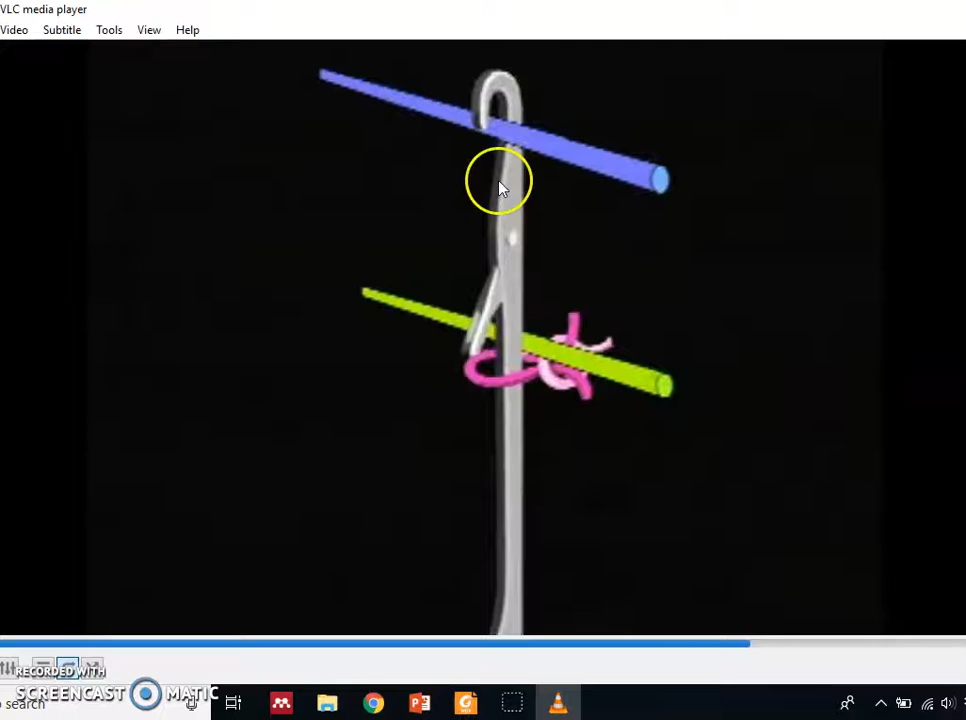 VLC media player
Video Subtitle Tools View Help
RECORDED WITH
SCREENCAST MATIC
o search